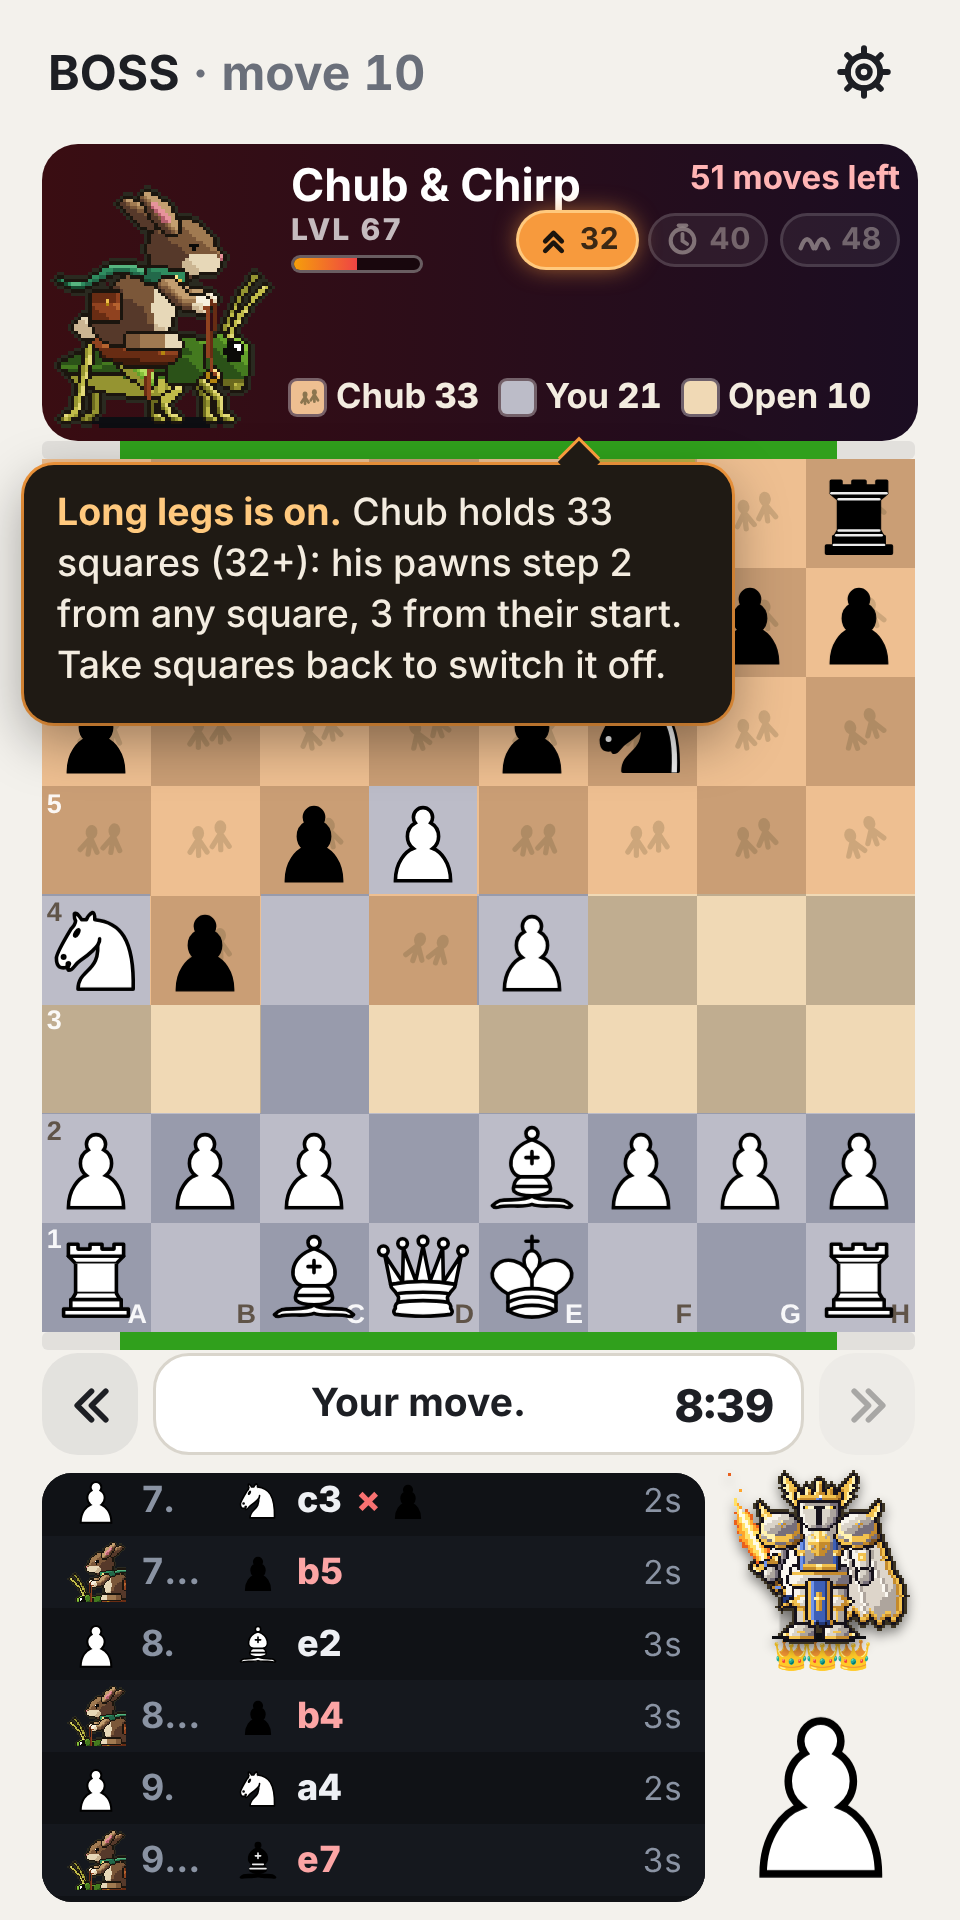 BOSS · move 10
Chub & Chirp
51 moves left
LVL 67
32
40
48
Chub 33
You 21
Open 10
Long legs is on. Chub holds 33
squares (32+): his pawns step 2
from any square, 3 from their start.
Take squares back to switch it off.
5
4
3
2
1
A B C D E F G H
Your move. 8:39
7. c3 × 2s
7... b5 2s
8. e2 3s
8... b4 3s
9. a4 2s
9... e7 3s